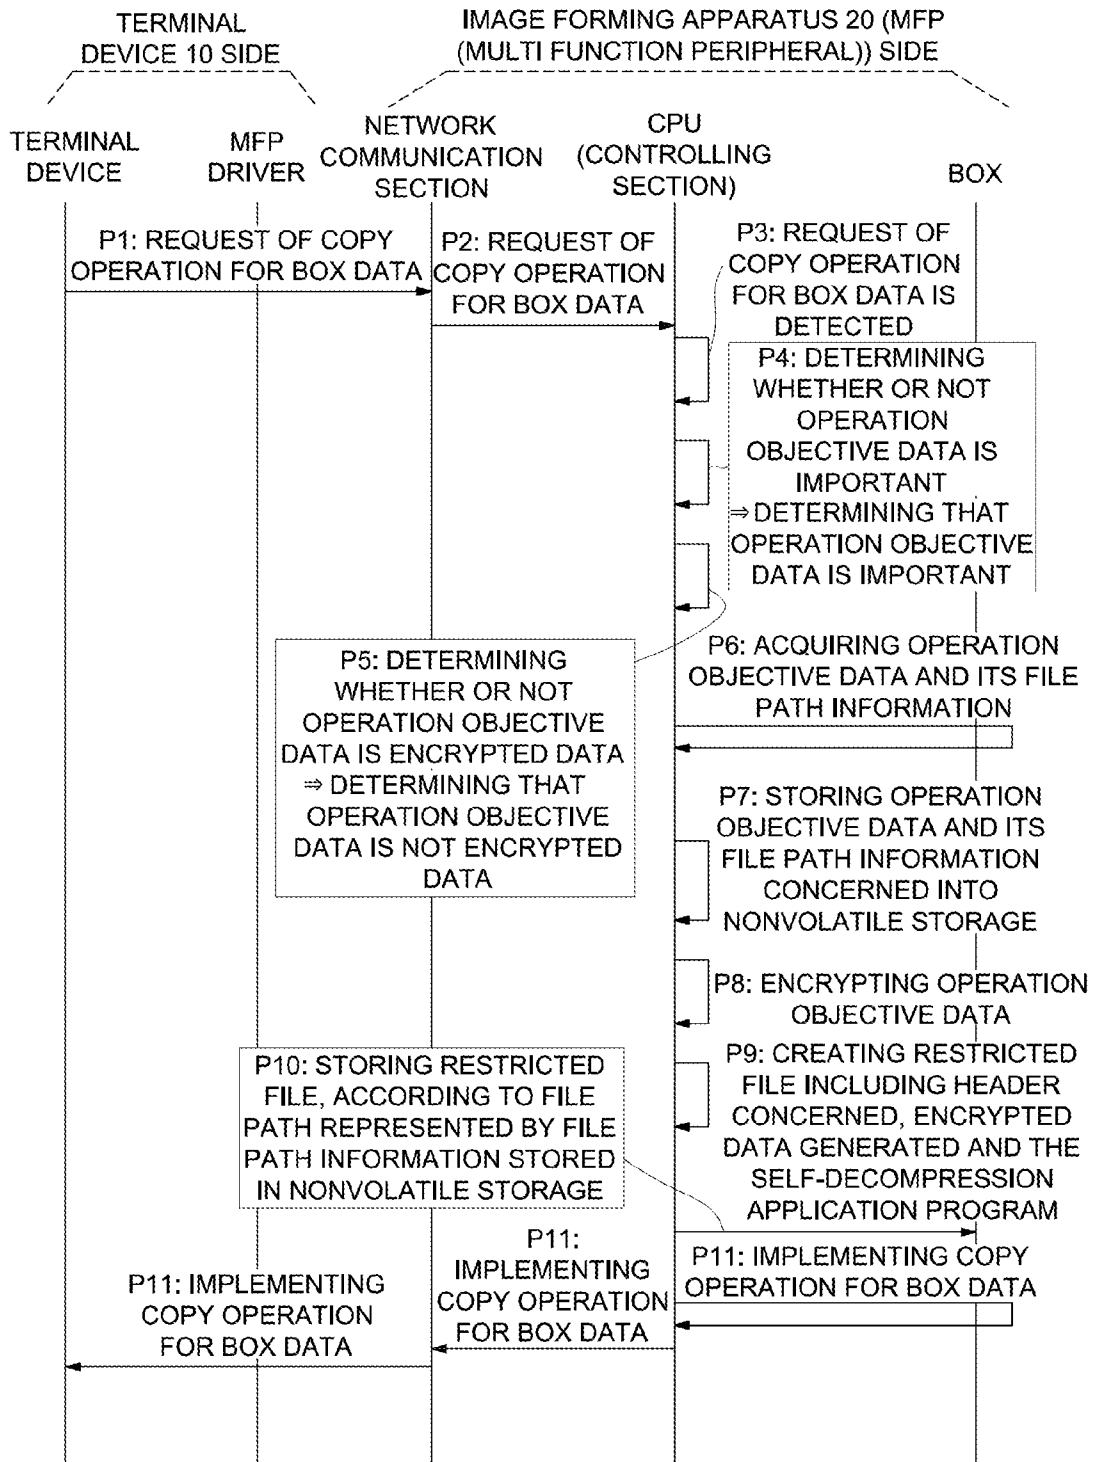 TERMINAL
DEVICE 10 SIDE
IMAGE FORMING APPARATUS 20 (MFP
(MULTI FUNCTION PERIPHERAL)) SIDE
TERMINAL
DEVICE
MFP
DRIVER
NETWORK
COMMUNICATION
SECTION
CPU
(CONTROLLING
SECTION)
BOX
P1: REQUEST OF COPY
OPERATION FOR BOX DATA
P2: REQUEST OF
COPY OPERATION
FOR BOX DATA
P3: REQUEST OF
COPY OPERATION
FOR BOX DATA IS
DETECTED
P4: DETERMINING
WHETHER OR NOT
OPERATION
OBJECTIVE DATA IS
IMPORTANT
⇒DETERMINING THAT
OPERATION OBJECTIVE
DATA IS IMPORTANT
P5: DETERMINING
WHETHER OR NOT
OPERATION OBJECTIVE
DATA IS ENCRYPTED DATA
⇒ DETERMINING THAT
OPERATION OBJECTIVE
DATA IS NOT ENCRYPTED
DATA
P6: ACQUIRING OPERATION
OBJECTIVE DATA AND ITS FILE
PATH INFORMATION
P7: STORING OPERATION
OBJECTIVE DATA AND ITS
FILE PATH INFORMATION
CONCERNED INTO
NONVOLATILE STORAGE
P8: ENCRYPTING OPERATION
OBJECTIVE DATA
P9: CREATING RESTRICTED
FILE INCLUDING HEADER
CONCERNED, ENCRYPTED
DATA GENERATED AND THE
SELF-DECOMPRESSION
APPLICATION PROGRAM
P10: STORING RESTRICTED
FILE, ACCORDING TO FILE
PATH REPRESENTED BY FILE
PATH INFORMATION STORED
IN NONVOLATILE STORAGE
P11: IMPLEMENTING COPY
OPERATION FOR BOX DATA
P11:
IMPLEMENTING
COPY OPERATION
FOR BOX DATA
P11: IMPLEMENTING
COPY OPERATION
FOR BOX DATA